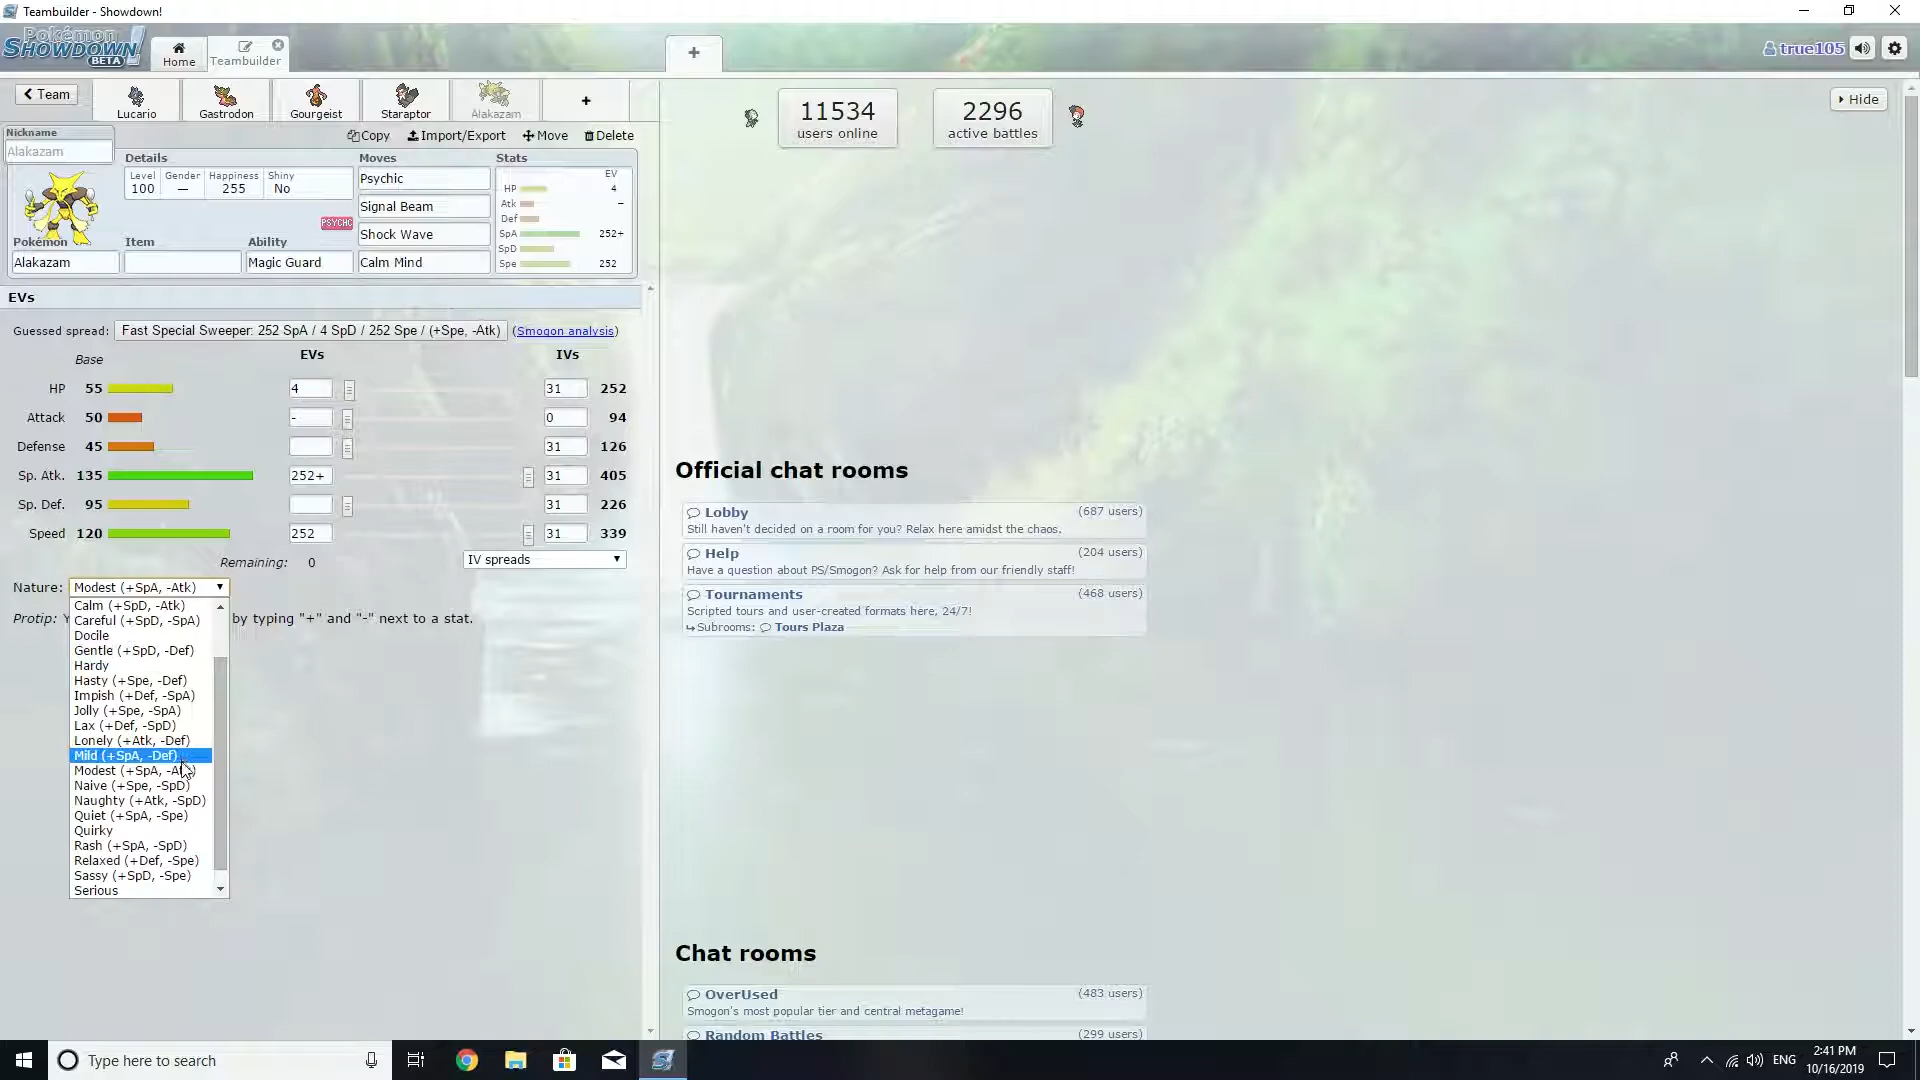 Teambuilder - Showdown!
Pokémon
SHOWDOWN!
BETA
Home
Teambuilder
+
true105
Team
Lucario
Gastrodon
Gourgeist
Staraptor
Alakazam
+
Nickname
Alakazam
Copy
Import/Export
Move
Delete
Details
Level
100
Gender
—
Happiness
255
Shiny
No
PSYCHC
Pokémon
Alakazam
Item
Ability
Magic Guard
Moves
Psychic
Signal Beam
Shock Wave
Calm Mind
Stats
EV
HP 4
Atk –
Def
SpA 252+
SpD
Spe 252
EVs
Guessed spread: Fast Special Sweeper: 252 SpA / 4 SpD / 252 Spe / (+Spe, -Atk) (Smogon analysis)
Base EVs IVs
HP 55 4 31 252
Attack 50 - 0 94
Defense 45 31 126
Sp. Atk. 135 252+ 31 405
Sp. Def. 95 31 226
Speed 120 252 31 339
Remaining: 0
IV spreads
Nature: Modest (+SpA, -Atk)
Protip: Y by typing "+" and "-" next to a stat.
Calm (+SpD, -Atk)
Careful (+SpD, -SpA)
Docile
Gentle (+SpD, -Def)
Hardy
Hasty (+Spe, -Def)
Impish (+Def, -SpA)
Jolly (+Spe, -SpA)
Lax (+Def, -SpD)
Lonely (+Atk, -Def)
Mild (+SpA, -Def)
Modest (+SpA, -Atk)
Naive (+Spe, -SpD)
Naughty (+Atk, -SpD)
Quiet (+SpA, -Spe)
Quirky
Rash (+SpA, -SpD)
Relaxed (+Def, -Spe)
Sassy (+SpD, -Spe)
Serious
11534
users online
2296
active battles
Hide
Official chat rooms
Lobby (687 users)
Still haven't decided on a room for you? Relax here amidst the chaos.
Help (204 users)
Have a question about PS/Smogon? Ask for help from our friendly staff!
Tournaments (468 users)
Scripted tours and user-created formats here, 24/7!
Subrooms: Tours Plaza
Chat rooms
OverUsed (483 users)
Smogon's most popular tier and central metagame!
Random Battles (299 users)
Type here to search
ENG
2:41 PM
10/16/2019